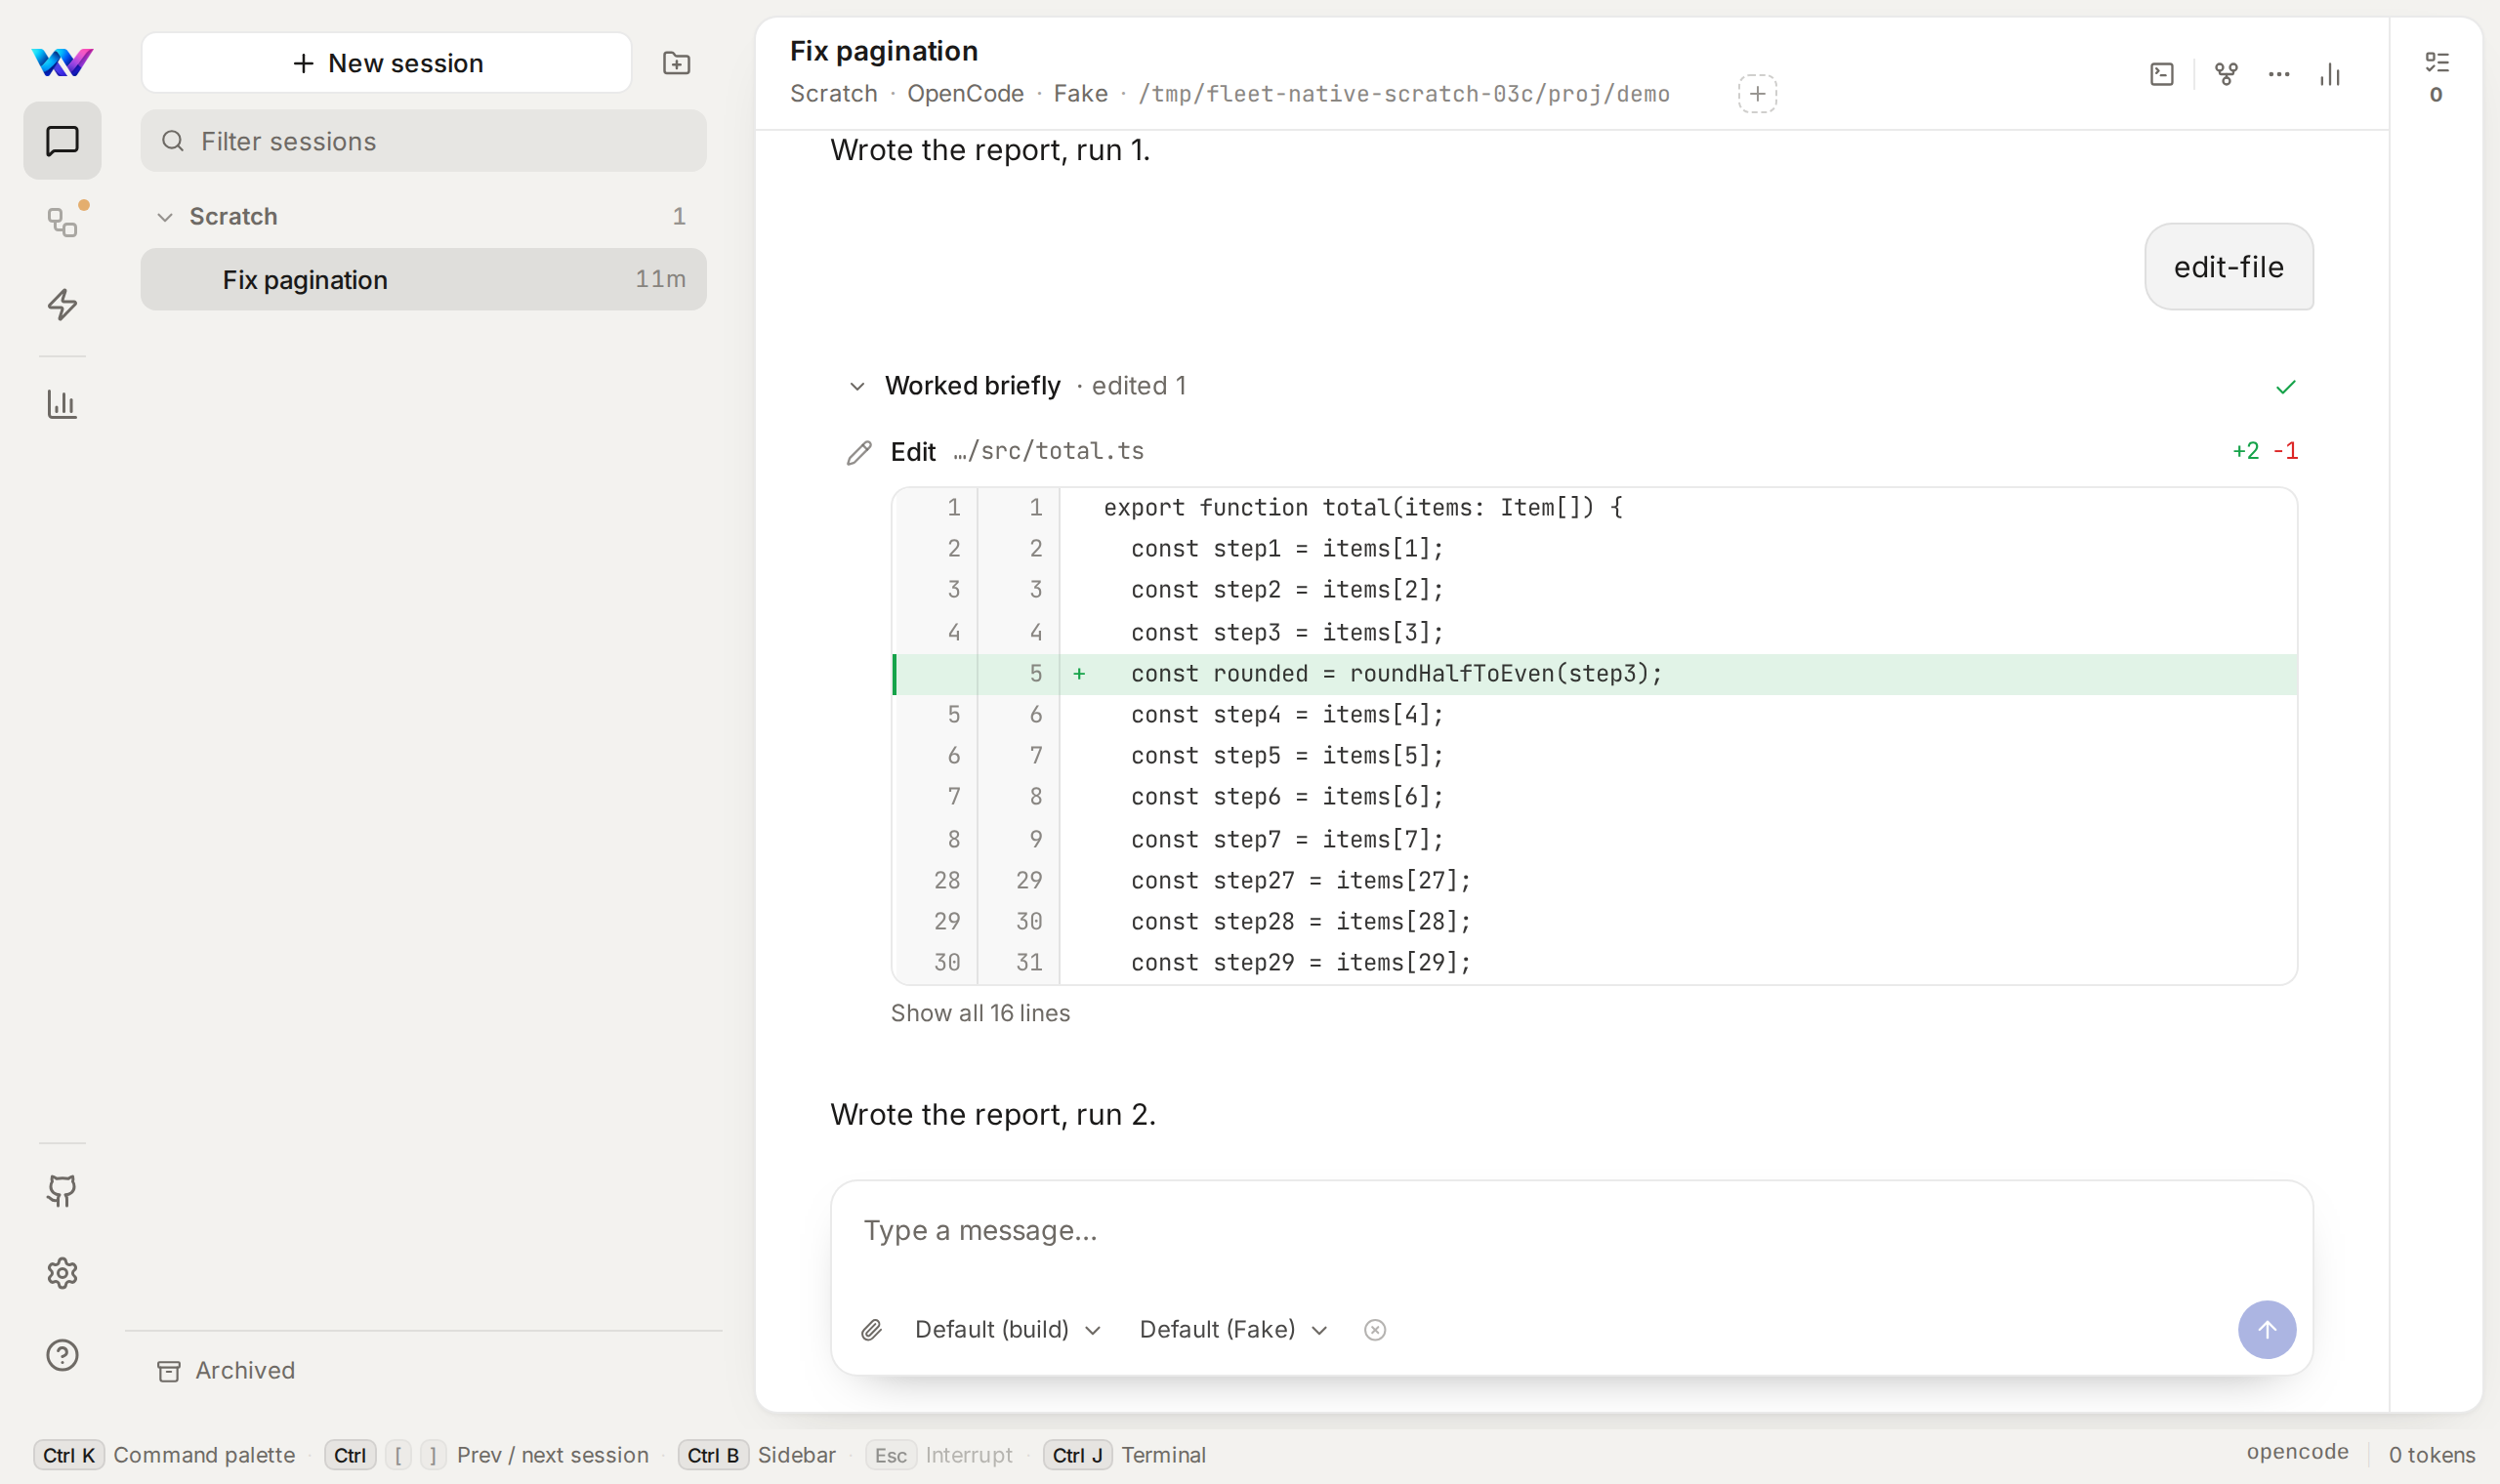 New session
Filter sessions
Scratch 1
Fix pagination 11m
Archived
Fix pagination
Scratch · OpenCode · Fake · /tmp/fleet-native-scratch-03c/proj/demo
0
Wrote the report, run 1.
edit-file
Worked briefly · edited 1
Edit …/src/total.ts +2 -1
1 1 export function total(items: Item[]) {
2 2 const step1 = items[1];
3 3 const step2 = items[2];
4 4 const step3 = items[3];
5 + const rounded = roundHalfToEven(step3);
5 6 const step4 = items[4];
6 7 const step5 = items[5];
7 8 const step6 = items[6];
8 9 const step7 = items[7];
28 29 const step27 = items[27];
29 30 const step28 = items[28];
30 31 const step29 = items[29];
Show all 16 lines
Wrote the report, run 2.
Type a message...
Default (build) Default (Fake)
Ctrl K Command palette · Ctrl [ ] Prev / next session · Ctrl B Sidebar · Esc Interrupt · Ctrl J Terminal
opencode 0 tokens